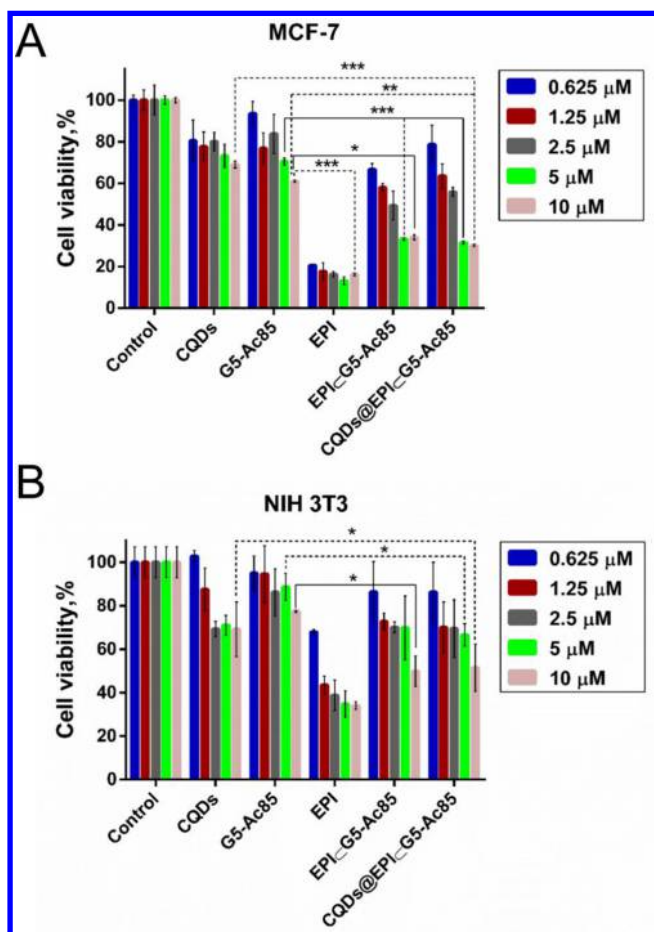 A
MCF-7
***
**
***
*
***
0.625 μM
1.25 μM
2.5 μM
5 μM
10 μM
Cell viability,%
100
80
60
40
20
0
Control
CQDs
G5-Ac85
EPI
EPI⊂G5-Ac85
CQDs@EPI⊂G5-Ac85
B
NIH 3T3
*
*
*
0.625 μM
1.25 μM
2.5 μM
5 μM
10 μM
Cell viability,%
100
80
60
40
20
0
Control
CQDs
G5-Ac85
EPI
EPI⊂G5-Ac85
CQDs@EPI⊂G5-Ac85